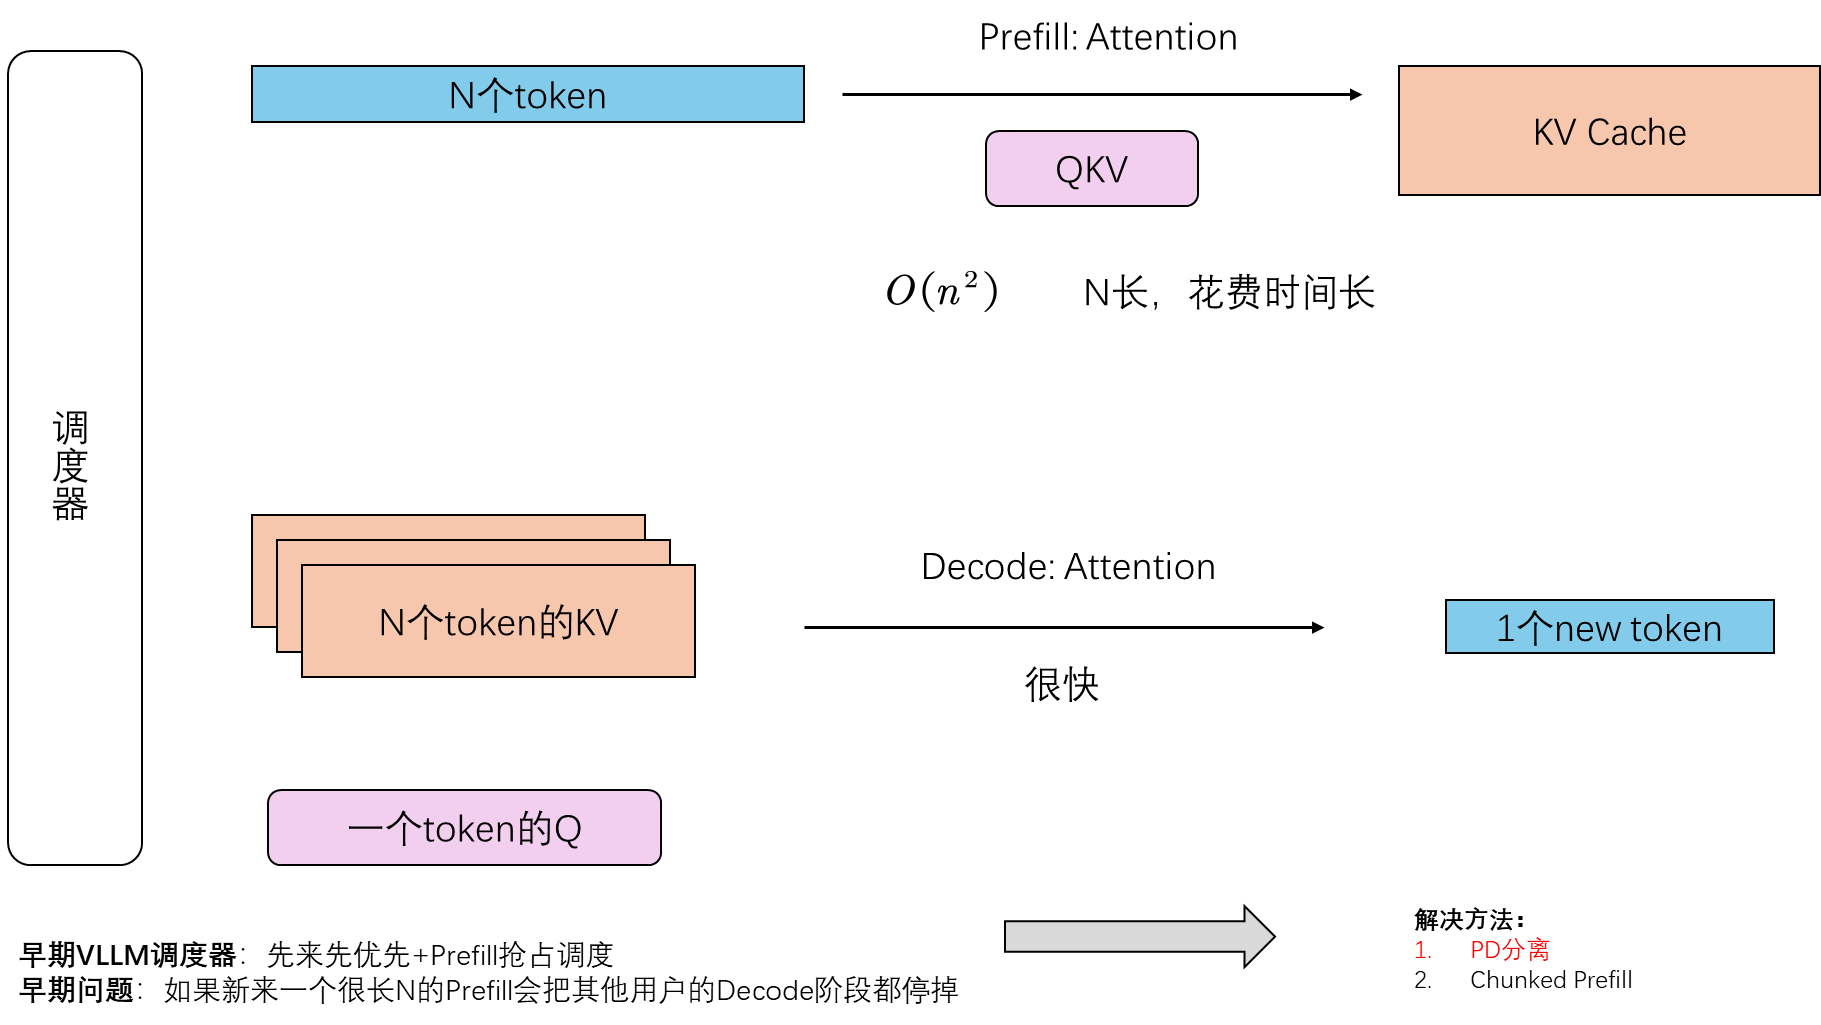 调度器
N个token
Prefill: Attention
QKV
KV Cache
O(n²)
N长，花费时间长
N个token的KV
Decode: Attention
很快
1个new token
一个token的Q
早期VLLM调度器：先来先优先+Prefill抢占调度
早期问题：如果新来一个很长N的Prefill会把其他用户的Decode阶段都停掉
解决方法：
1. PD分离
2. Chunked Prefill